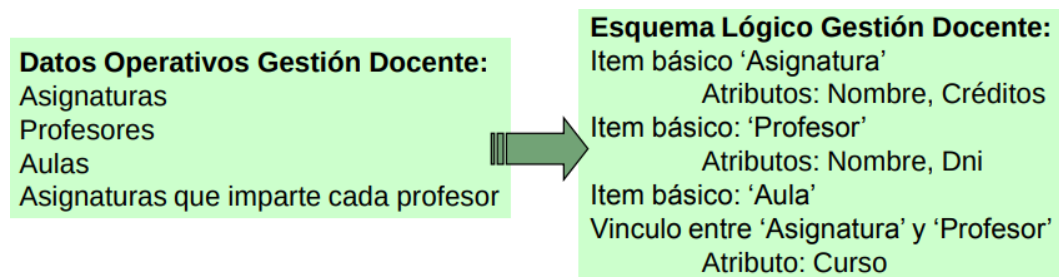 Datos Operativos Gestión Docente:
Asignaturas
Profesores
Aulas
Asignaturas que imparte cada profesor
Esquema Lógico Gestión Docente:
Item básico ‘Asignatura’
Atributos: Nombre, Créditos
Item básico: ‘Profesor’
Atributos: Nombre, Dni
Item básico: ‘Aula’
Vinculo entre ‘Asignatura’ y ‘Profesor’
Atributo: Curso